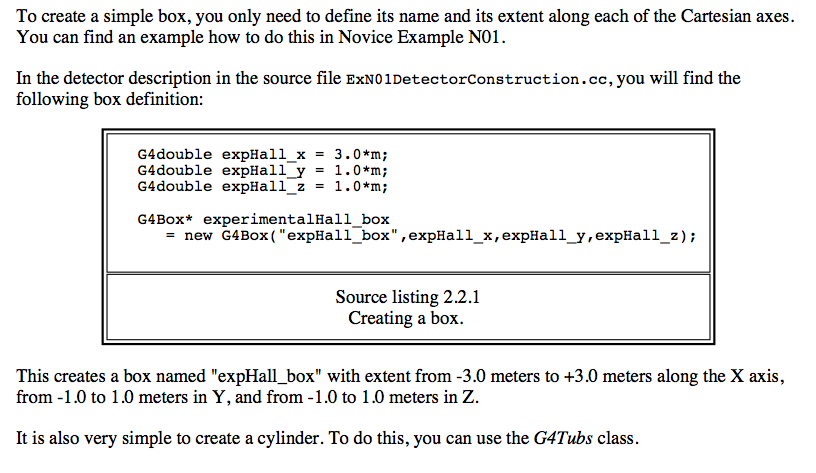 To create a simple box, you only need to define its name and its extent along each of the Cartesian axes.
You can find an example how to do this in Novice Example N01.
In the detector description in the source file ExN01DetectorConstruction.cc, you will find the
following box definition:
G4double expHall_x = 3.0*m;
G4double expHall_y = 1.0*m;
G4double expHall_z = 1.0*m;
G4Box* experimentalHall_box
= new G4Box("expHall_box",expHall_x,expHall_y,expHall_z);
Source listing 2.2.1
Creating a box.
This creates a box named "expHall_box" with extent from -3.0 meters to +3.0 meters along the X axis,
from -1.0 to 1.0 meters in Y, and from -1.0 to 1.0 meters in Z.
It is also very simple to create a cylinder. To do this, you can use the G4Tubs class.